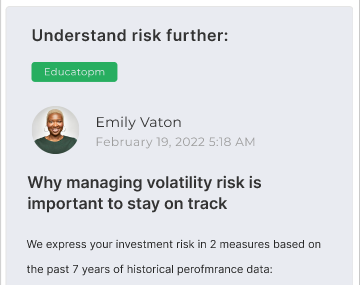 Understand risk further:
Educatopm
Emily Vaton
February 19, 2022 5:18 AM
Why managing volatility risk is
important to stay on track
We express your investment risk in 2 measures based on
the past 7 years of historical perofmrance data: